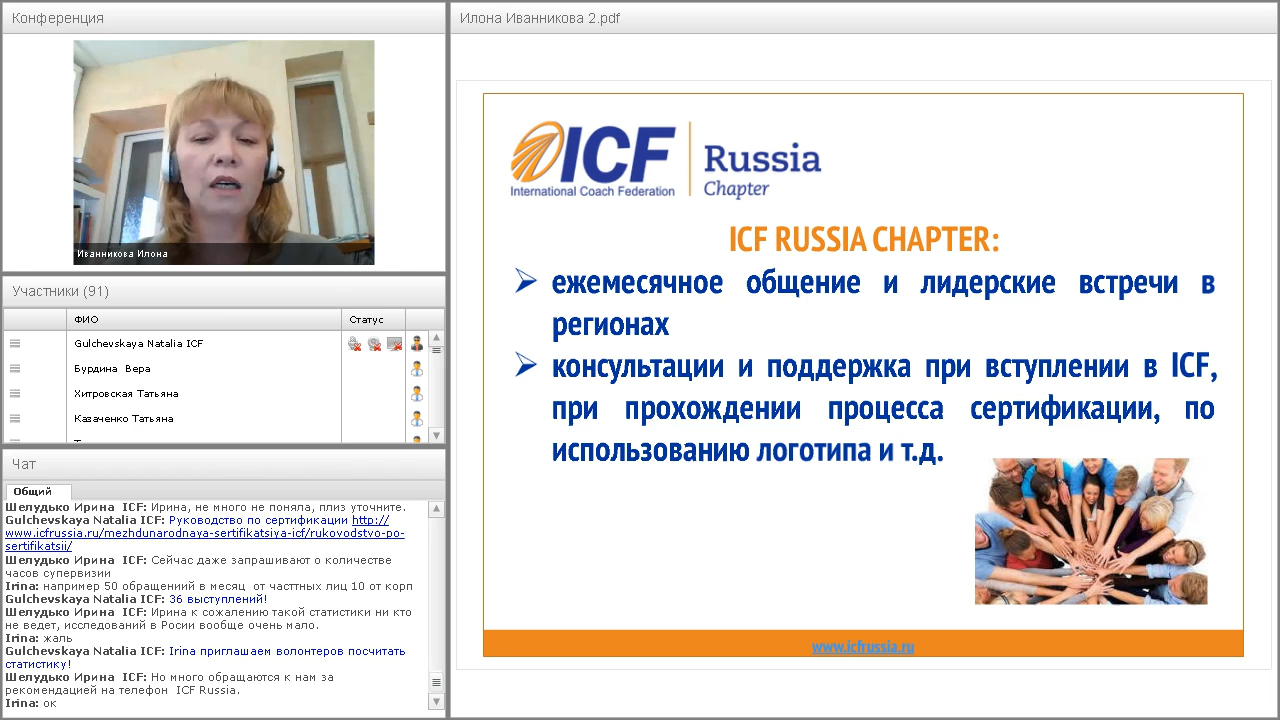 Конференция
Иванникова Илона
Участники (91)
ФИО Статус
Gulchevskaya Natalia ICF
Бурдина Вера
Хитровская Татьяна
Казаченко Татьяна
Чат
Общий
Шелудько Ирина ICF: Ирина, не много не поняла, плиз уточните.
Gulchevskaya Natalia ICF: Руководство по сертификации http://
www.icfrussia.ru/mezhdunarodnaya-sertifikatsiya-icf/rukovodstvo-po-
sertifikatsii/
Шелудько Ирина ICF: Сейчас даже запрашивают о количестве
часов супервизии
Irina: например 50 обращений в месяц от часттных лиц 10 от корп
Gulchevskaya Natalia ICF: 36 выступлений!
Шелудько Ирина ICF: Ирина к сожалению такой статистики ни кто
не ведет, исследований в Росии вообще очень мало.
Irina: жаль
Gulchevskaya Natalia ICF: Irina приглашаем волонтеров посчитать
статистику!
Шелудько Ирина ICF: Но много обращаются к нам за
рекомендацией на телефон ICF Russia.
Irina: ок
Илона Иванникова 2.pdf
ICF Russia
International Coach Federation Chapter
ICF RUSSIA CHAPTER:
ежемесячное общение и лидерские встречи в
регионах
консультации и поддержка при вступлении в ICF,
при прохождении процесса сертификации, по
использованию логотипа и т.д.
www.icfrussia.ru